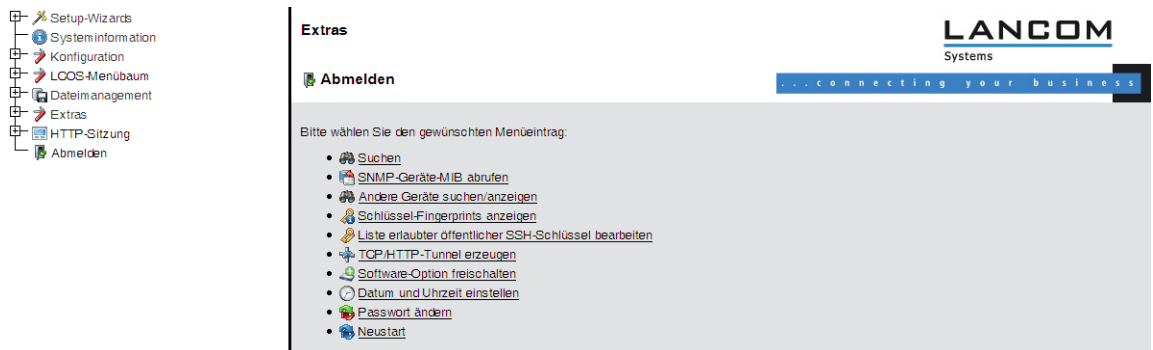 Setup-Wizards
Systeminformation
Konfiguration
LCOS-Menübaum
Dateimanagement
Extras
HTTP-Sitzung
Abmelden
Extras
LANCOM
Systems
Abmelden
...connecting your business
Bitte wählen Sie den gewünschten Menüeintrag:
Suchen
SNMP-Geräte-MIB abrufen
Andere Geräte suchen/anzeigen
Schlüssel-Fingerprints anzeigen
Liste erlaubter öffentlicher SSH-Schlüssel bearbeiten
TCP/HTTP-Tunnel erzeugen
Software-Option freischalten
Datum und Uhrzeit einstellen
Passwort ändern
Neustart